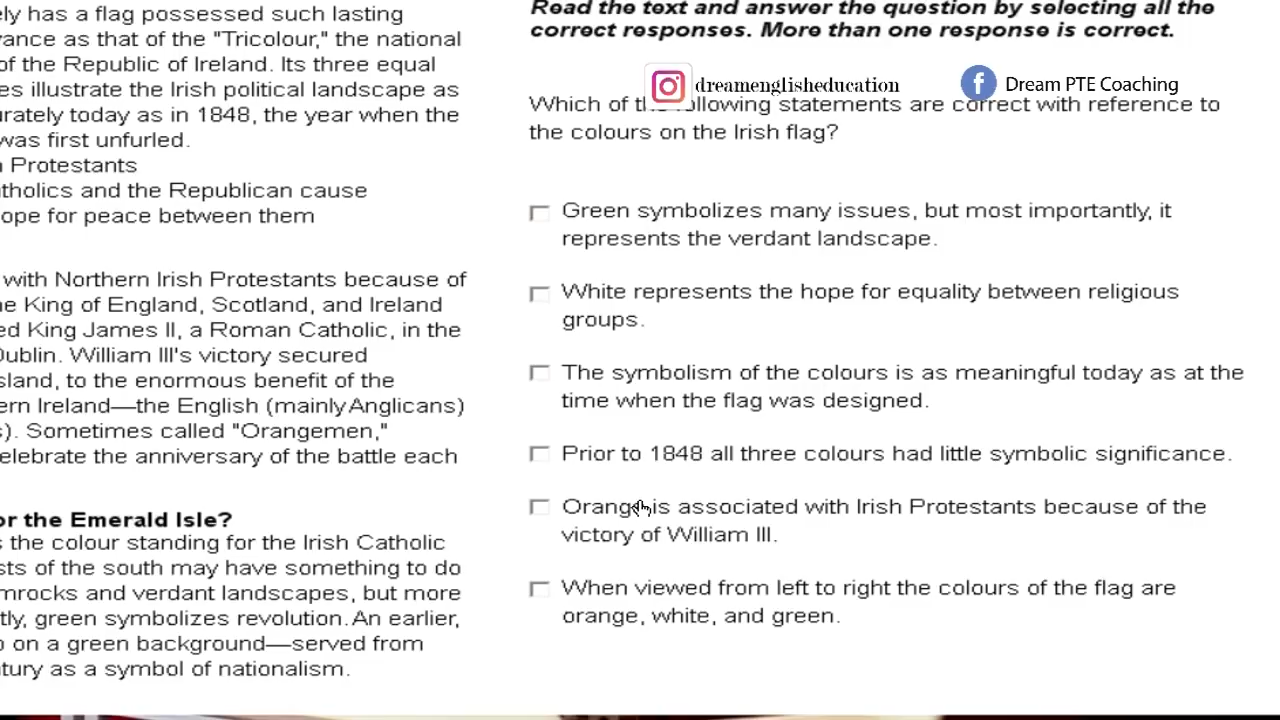 ely has a flag possessed such lasting
vance as that of the "Tricolour," the national
of the Republic of Ireland. Its three equal
es illustrate the Irish political landscape as
urately today as in 1848, the year when the
was first unfurled.
n Protestants
tholics and the Republican cause
ope for peace between them
with Northern Irish Protestants because of
e King of England, Scotland, and Ireland
ed King James II, a Roman Catholic, in the
Dublin. William III's victory secured
sland, to the enormous benefit of the
ern Ireland—the English (mainly Anglicans)
s). Sometimes called "Orangemen,"
elebrate the anniversary of the battle each
or the Emerald Isle?
s the colour standing for the Irish Catholic
sts of the south may have something to do
mrocks and verdant landscapes, but more
tly, green symbolizes revolution. An earlier,
o on a green background—served from
ntury as a symbol of nationalism.
Read the text and answer the question by selecting all the
correct responses. More than one response is correct.
dreamenglisheducation
Dream PTE Coaching
Which of the following statements are correct with reference to
the colours on the Irish flag?
Green symbolizes many issues, but most importantly, it
represents the verdant landscape.
White represents the hope for equality between religious
groups.
The symbolism of the colours is as meaningful today as at the
time when the flag was designed.
Prior to 1848 all three colours had little symbolic significance.
Orange is associated with Irish Protestants because of the
victory of William III.
When viewed from left to right the colours of the flag are
orange, white, and green.